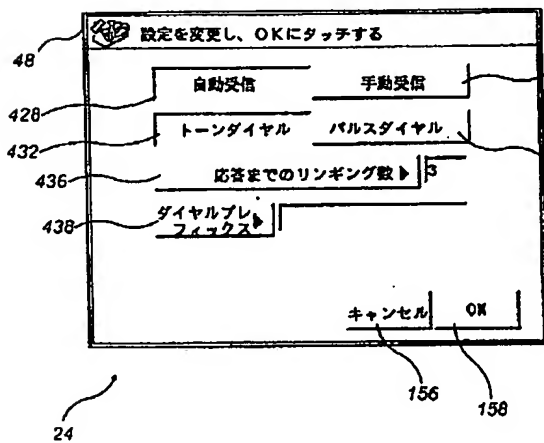 48
設定を変更し、OKにタッチする
428
自動受信
手動受信
432
トーンダイヤル
パルスダイヤル
436
応答までのリンギング数
3
438
ダイヤルプレ
フィックス
キャンセル
OK
156
158
24